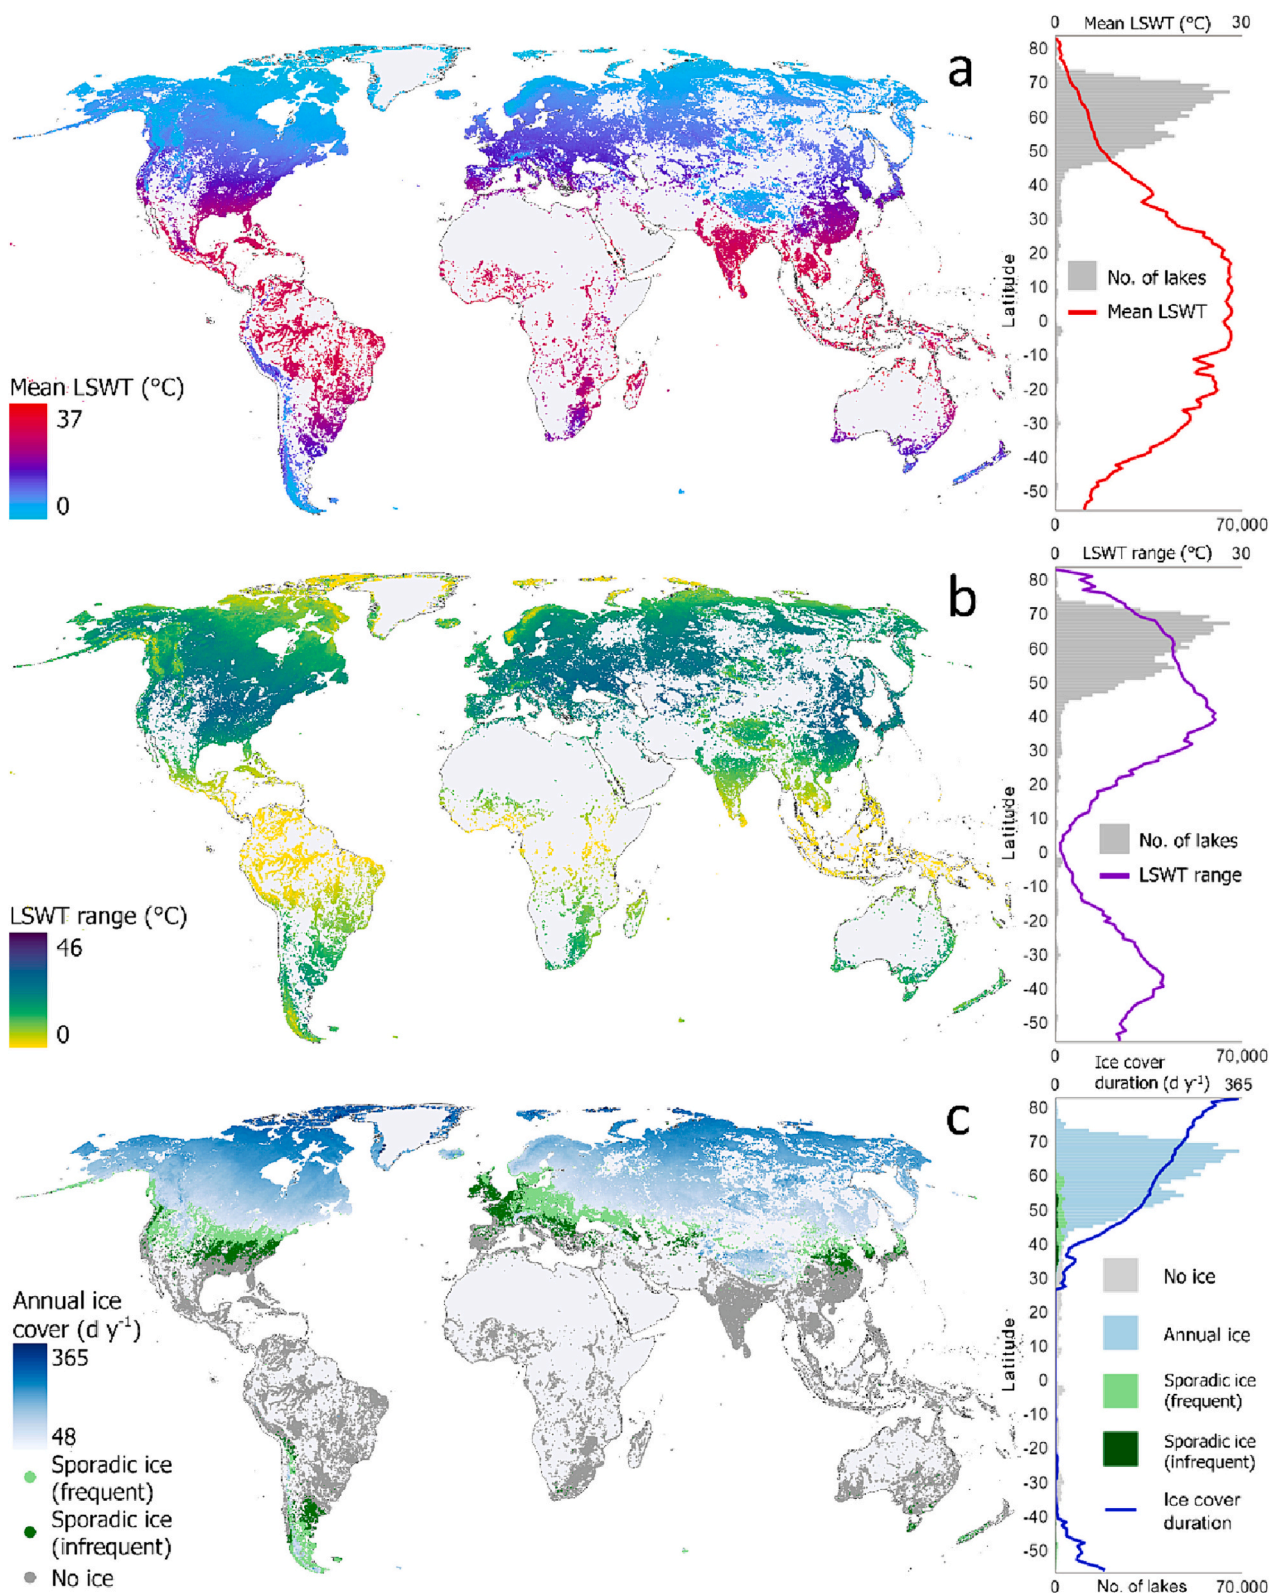 a
Mean LSWT (°C)
37
0
0 Mean LSWT (°C) 30
80
70
60
50
40
30
20
10
0
-10
-20
-30
-40
-50
Latitude
No. of lakes
Mean LSWT
0 70,000
b
LSWT range (°C)
46
0
0 LSWT range (°C) 30
80
70
60
50
40
30
20
10
0
-10
-20
-30
-40
-50
Latitude
No. of lakes
LSWT range
0 70,000
c
Annual ice
cover (d y⁻¹)
365
48
Sporadic ice
(frequent)
Sporadic ice
(infrequent)
No ice
Ice cover
0 duration (d y⁻¹) 365
80
70
60
50
40
30
20
10
0
-10
-20
-30
-40
-50
Latitude
No ice
Annual ice
Sporadic ice
(frequent)
Sporadic ice
(infrequent)
Ice cover
duration
0 No. of lakes 70,000